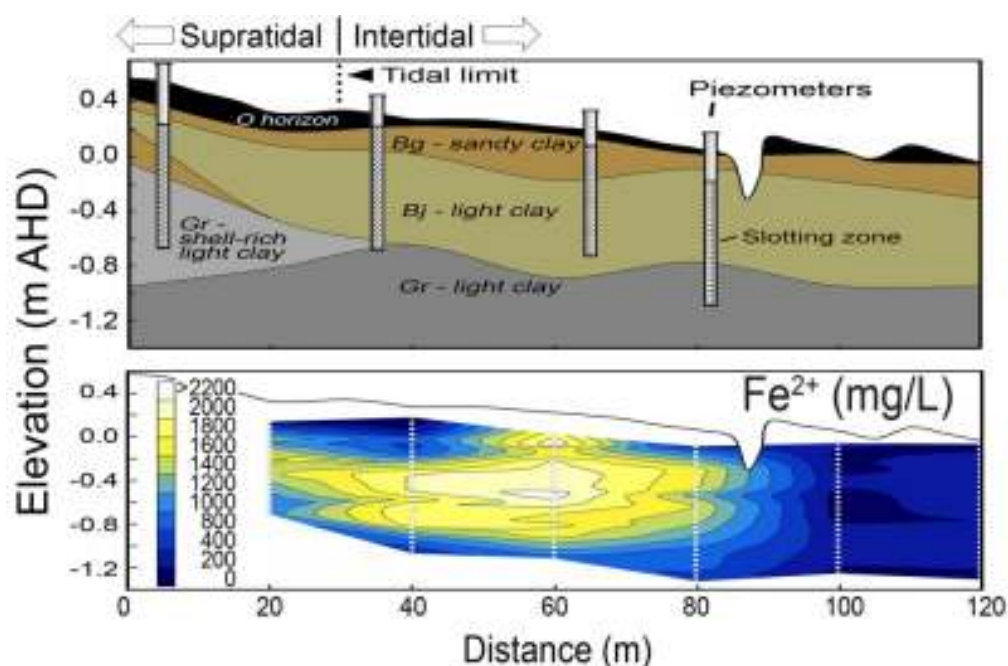 Supratidal | Intertidal
Tidal limit
Piezometers
O horizon
Bg - sandy clay
Bj - light clay
Gr -
shell-rich
light clay
Slotting zone
Gr - light clay
0.4
0.0
-0.4
-0.8
-1.2
Elevation (m AHD)
Fe²⁺ (mg/L)
>2200
2000
1800
1600
1400
1200
1000
800
600
400
200
0
0.4
0.0
-0.4
-0.8
-1.2
0 20 40 60 80 100 120
Distance (m)